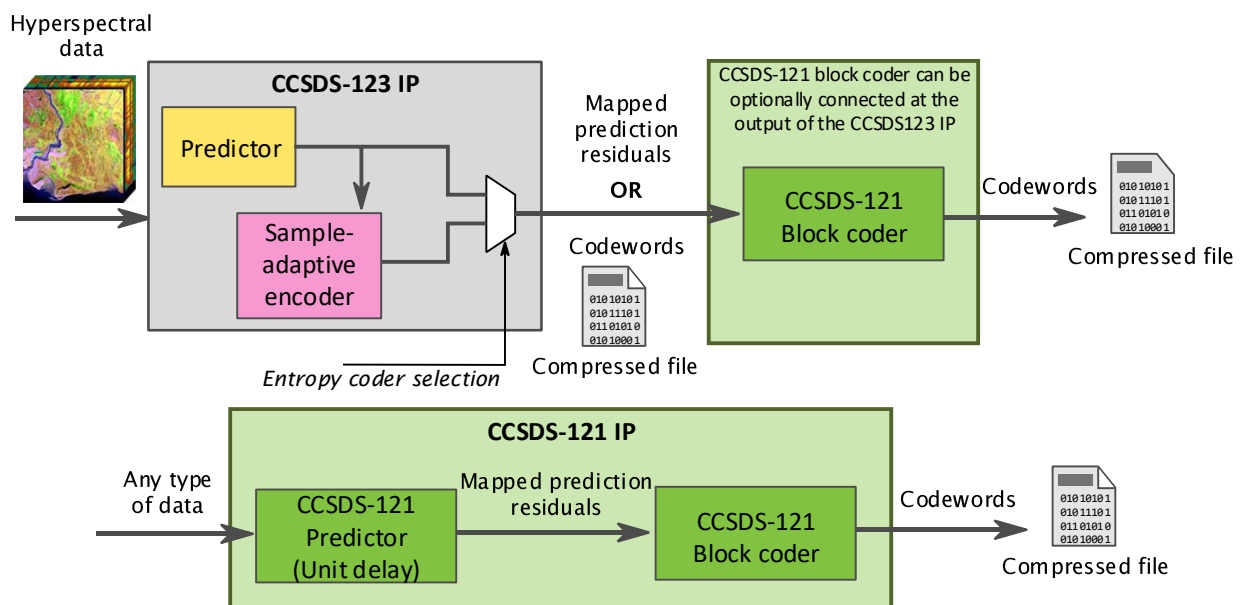 Hyperspectral
data
CCSDS-123 IP
Predictor
Sample-
adaptive
encoder
Entropy coder selection
Mapped
prediction
residuals
OR
Codewords
01010101
01011101
01101010
01010001
Compressed file
CCSDS-121 block coder can be
optionally connected at the
output of the CCSDS123 IP
CCSDS-121
Block coder
Codewords
01010101
01011101
01101010
01010001
Compressed file
CCSDS-121 IP
Any type
of data
CCSDS-121
Predictor
(Unit delay)
Mapped prediction
residuals
CCSDS-121
Block coder
Codewords
01010101
01011101
01101010
01010001
Compressed file